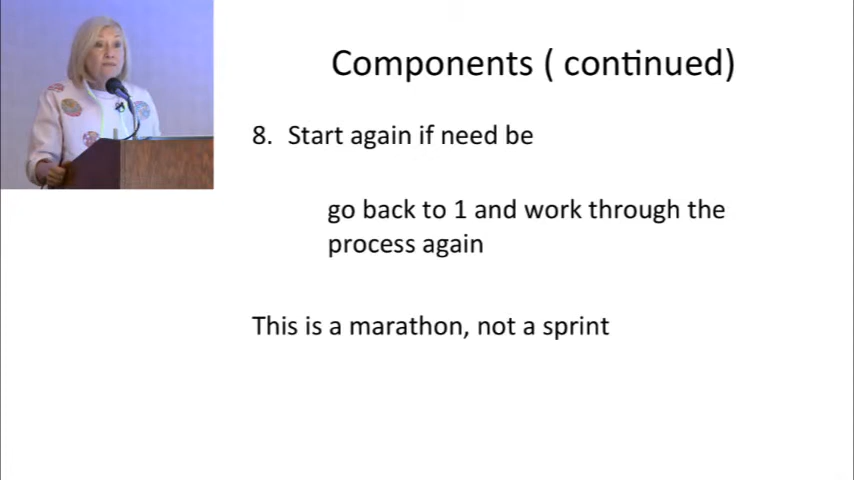 Components ( continued)
8. Start again if need be
go back to 1 and work through the
process again
This is a marathon, not a sprint